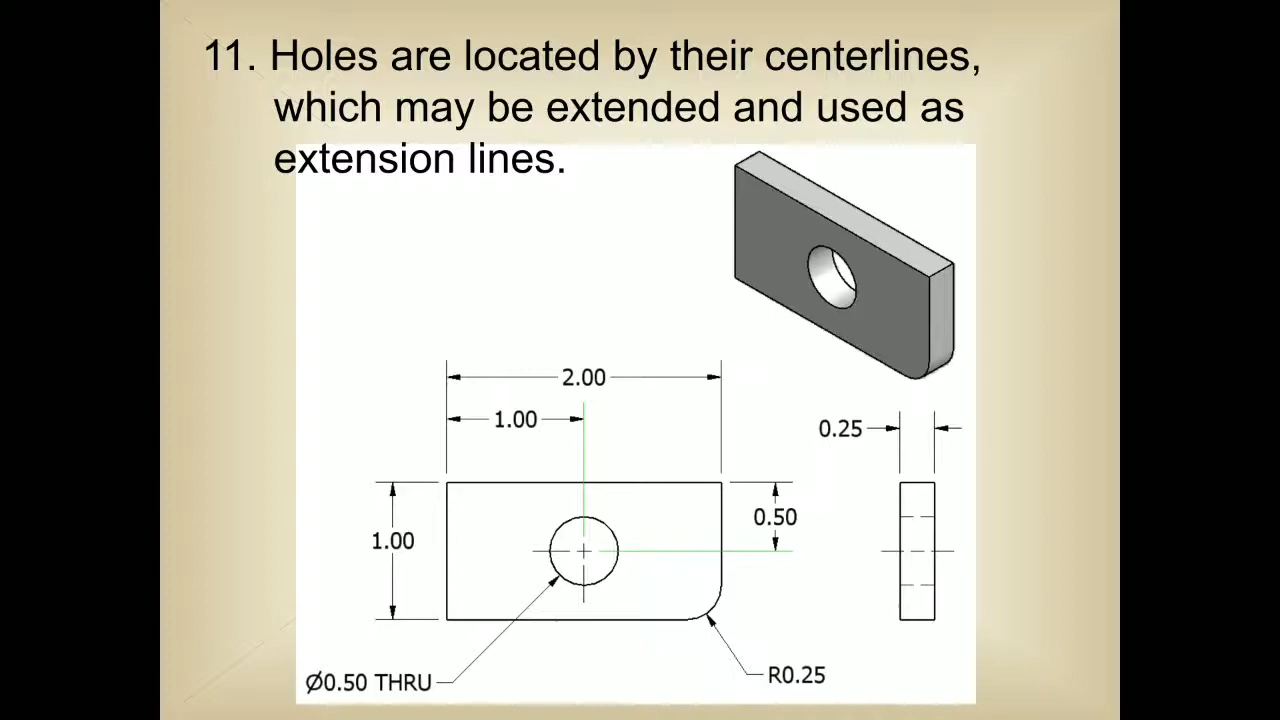 11. Holes are located by their centerlines,
which may be extended and used as
extension lines.
2.00
1.00
0.25
0.50
1.00
Ø0.50 THRU
R0.25